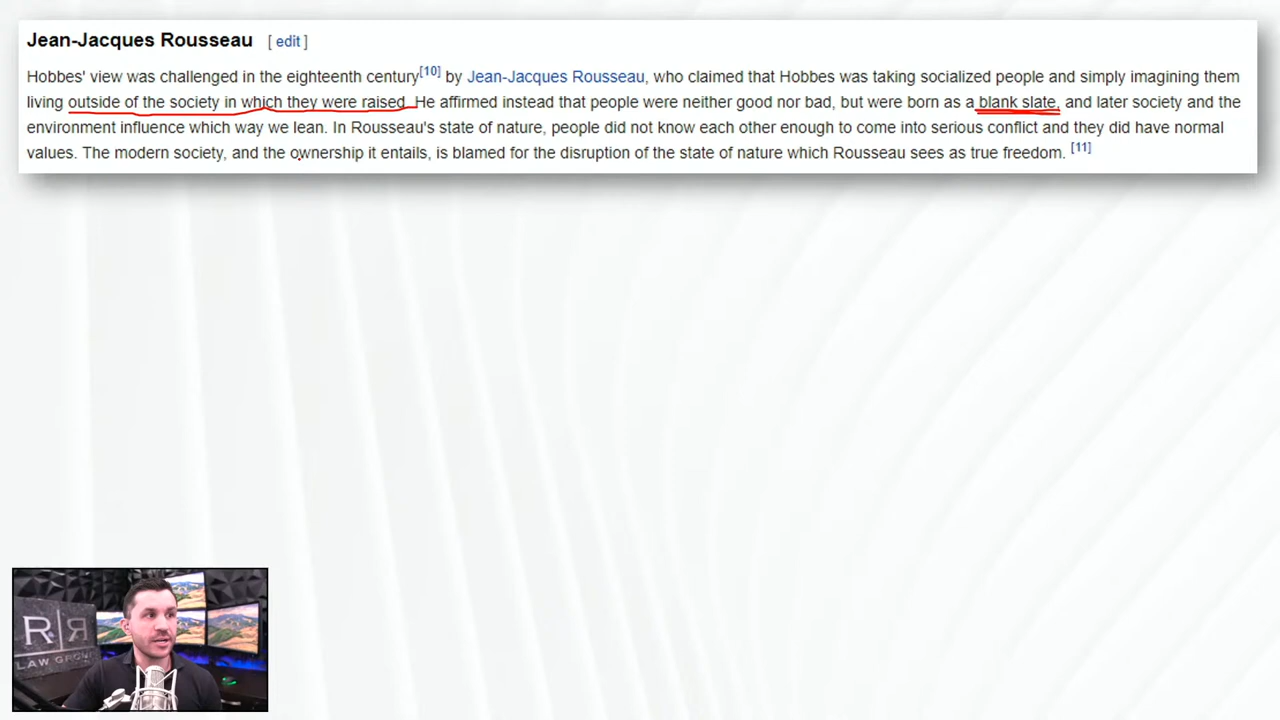 Jean-Jacques Rousseau [ edit ]
Hobbes' view was challenged in the eighteenth century[10] by Jean-Jacques Rousseau, who claimed that Hobbes was taking socialized people and simply imagining them
living outside of the society in which they were raised. He affirmed instead that people were neither good nor bad, but were born as a blank slate, and later society and the
environment influence which way we lean. In Rousseau's state of nature, people did not know each other enough to come into serious conflict and they did have normal
values. The modern society, and the ownership it entails, is blamed for the disruption of the state of nature which Rousseau sees as true freedom. [11]
R|R
LAW GROUP